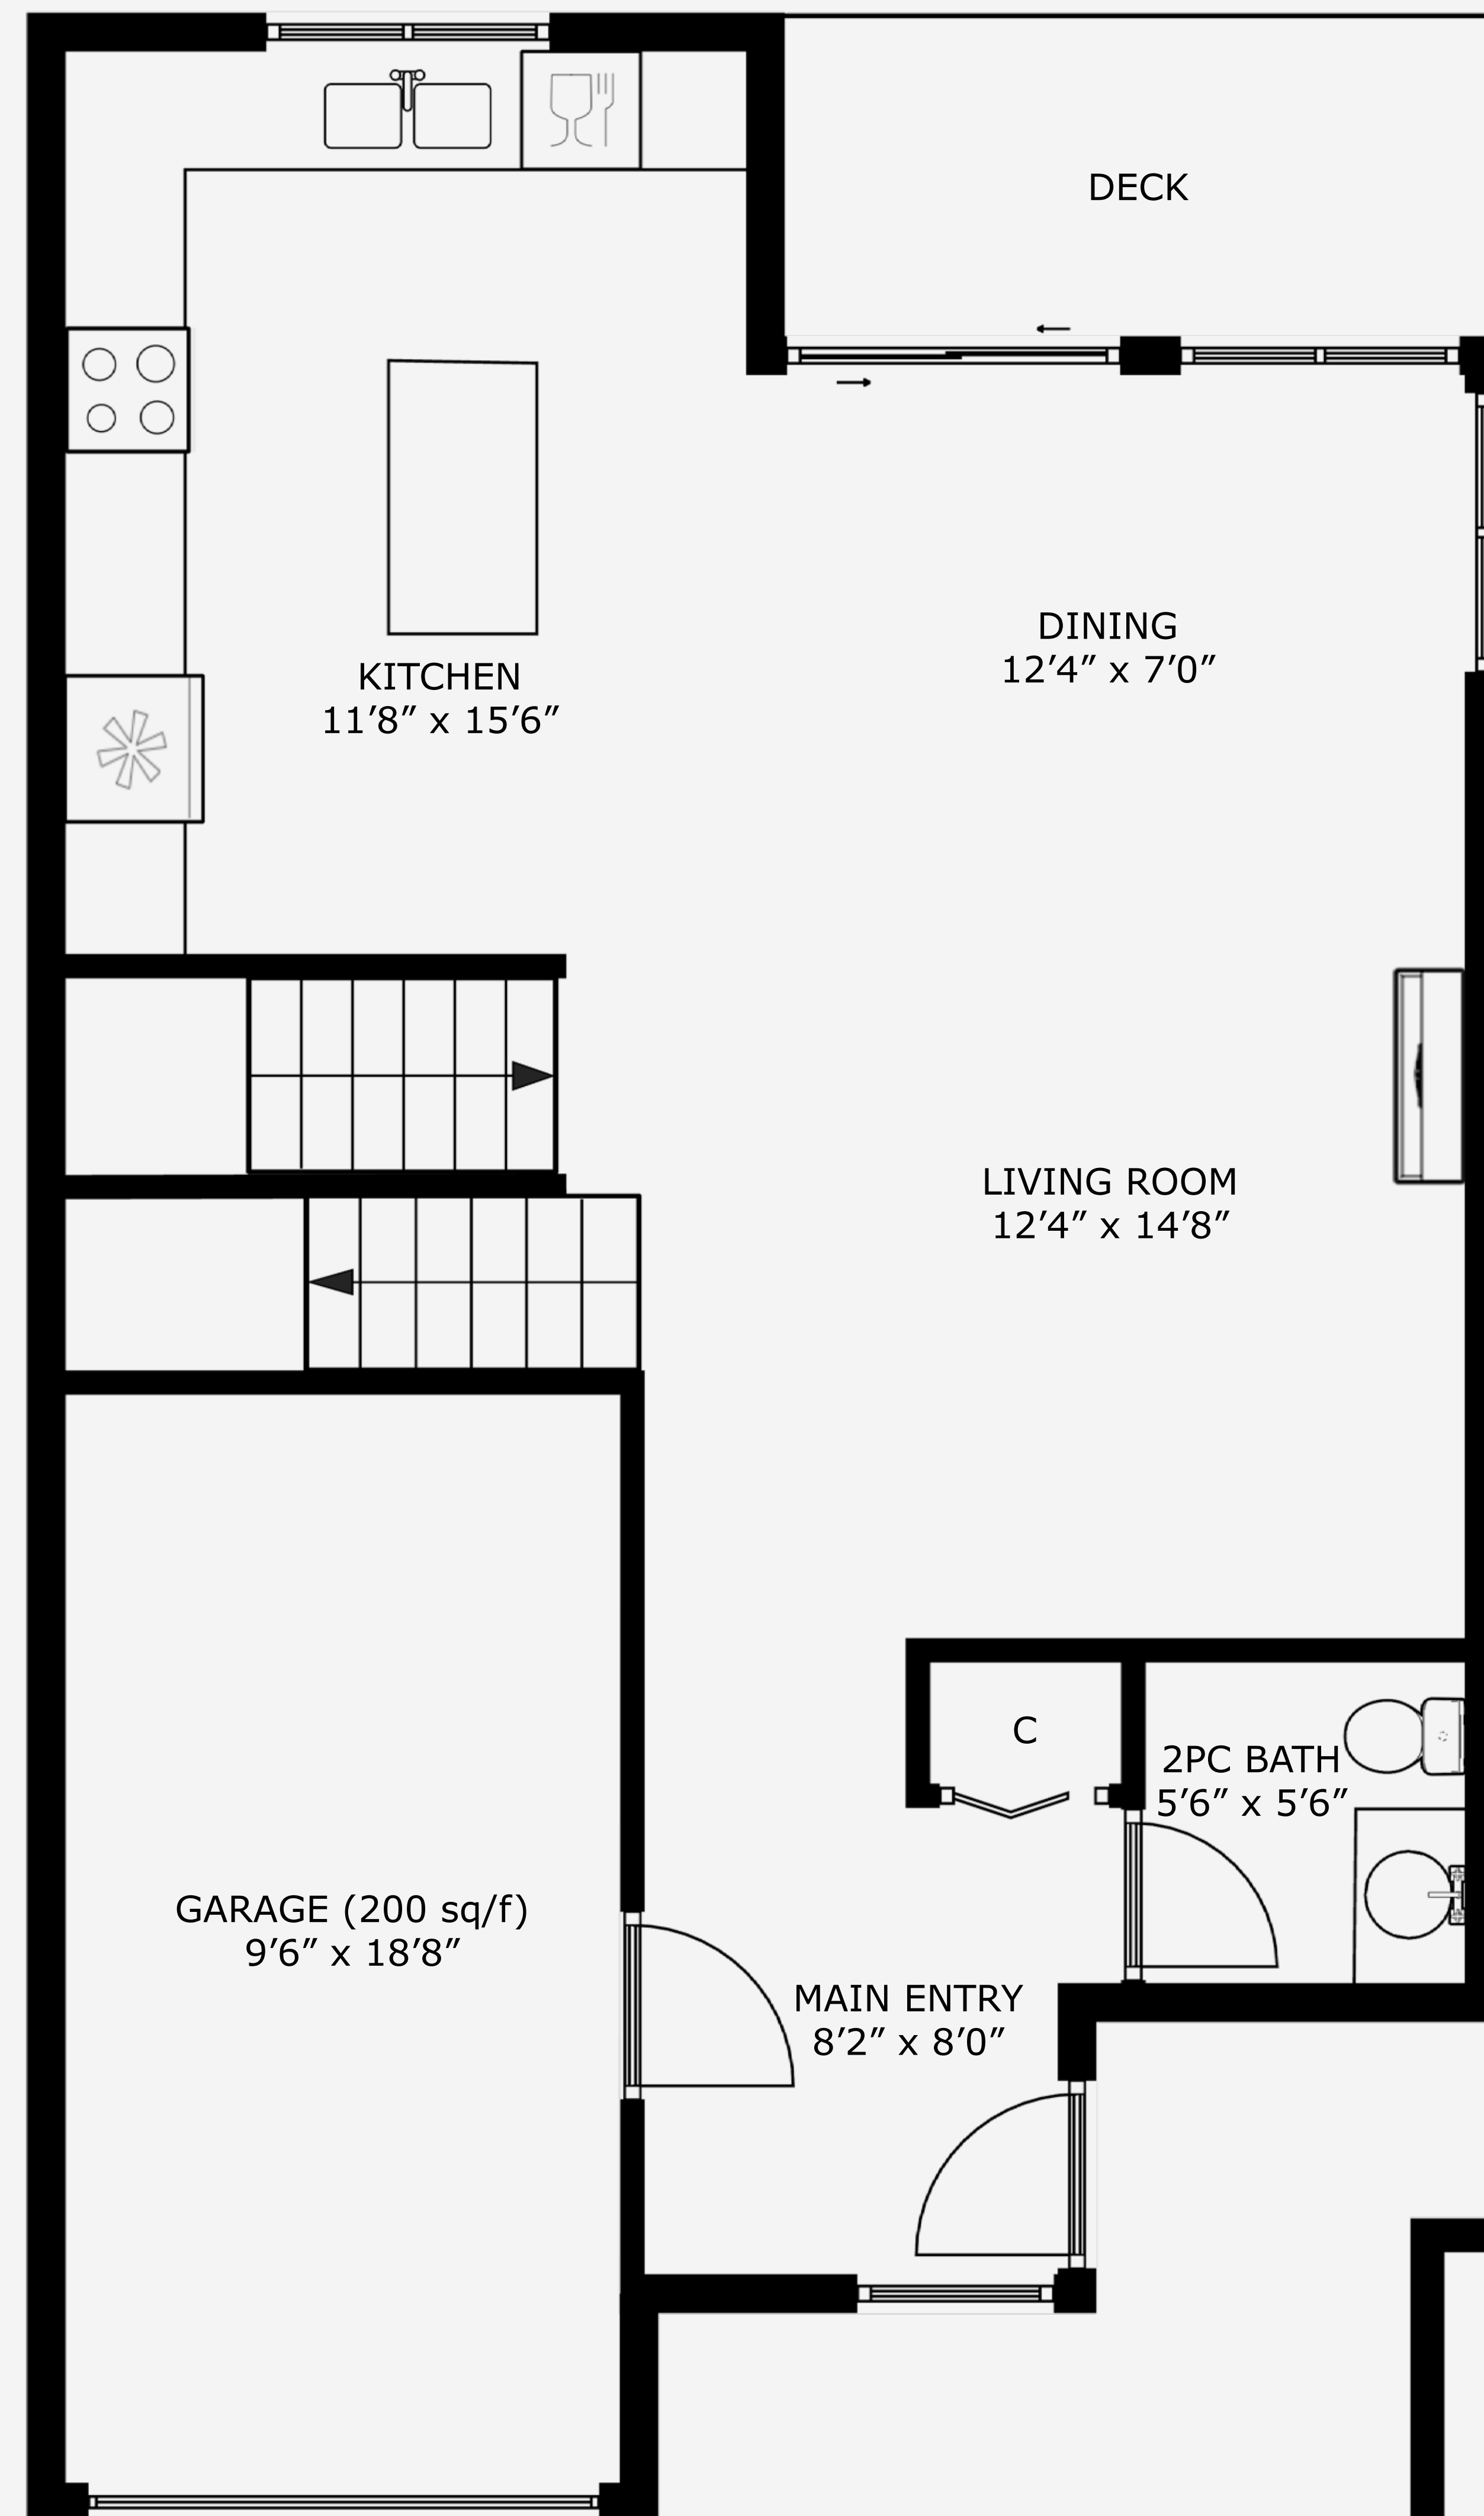 DECK
DINING
12′4″ x 7′0″
KITCHEN
11′8″ x 15′6″
LIVING ROOM
12′4″ x 14′8″
C
2PC BATH
5′6″ x 5′6″
GARAGE (200 sq/f)
9′6″ x 18′8″
MAIN ENTRY
8′2″ x 8′0″